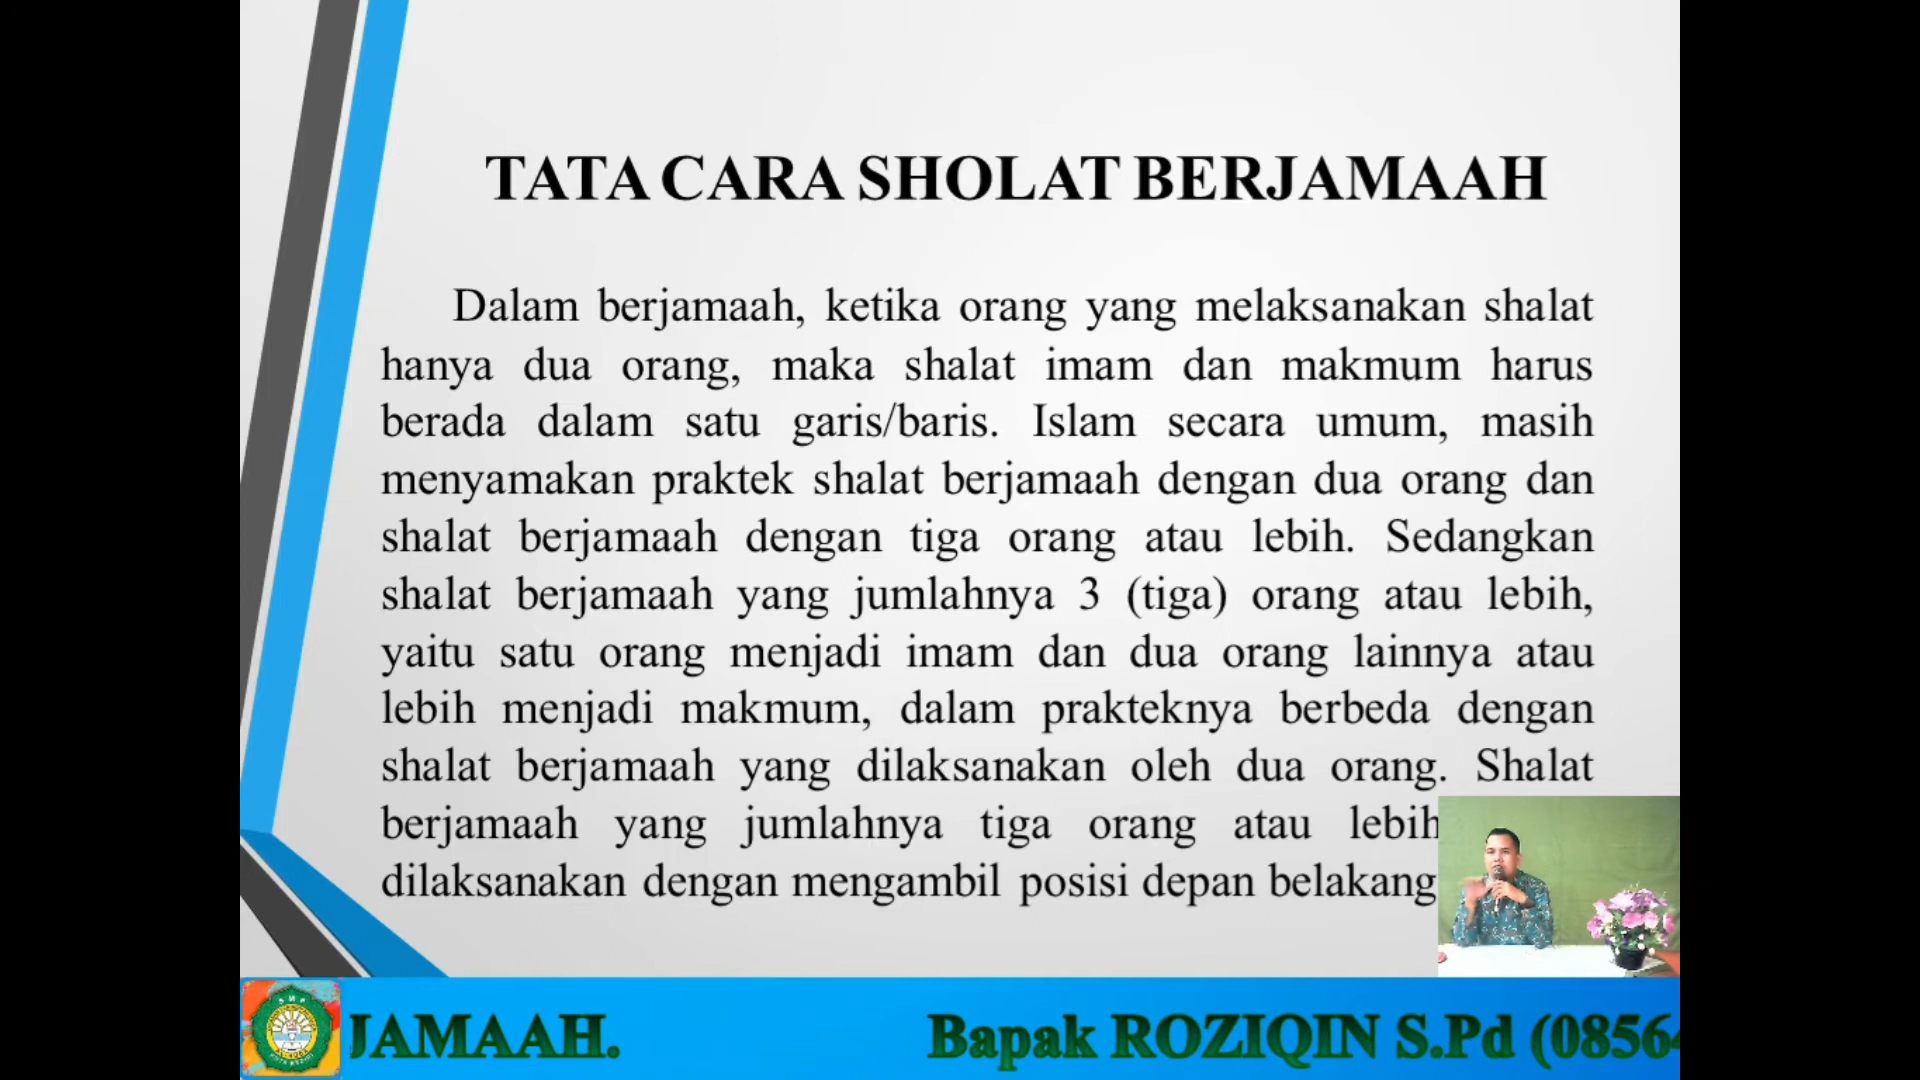 TATA CARA SHOLAT BERJAMAAH
Dalam berjamaah, ketika orang yang melaksanakan shalat
hanya dua orang, maka shalat imam dan makmum harus
berada dalam satu garis/baris. Islam secara umum, masih
menyamakan praktek shalat berjamaah dengan dua orang dan
shalat berjamaah dengan tiga orang atau lebih. Sedangkan
shalat berjamaah yang jumlahnya 3 (tiga) orang atau lebih,
yaitu satu orang menjadi imam dan dua orang lainnya atau
lebih menjadi makmum, dalam prakteknya berbeda dengan
shalat berjamaah yang dilaksanakan oleh dua orang. Shalat
berjamaah yang jumlahnya tiga orang atau lebih
dilaksanakan dengan mengambil posisi depan belakang
JAMAAH. Bapak ROZIQIN S.Pd (08564